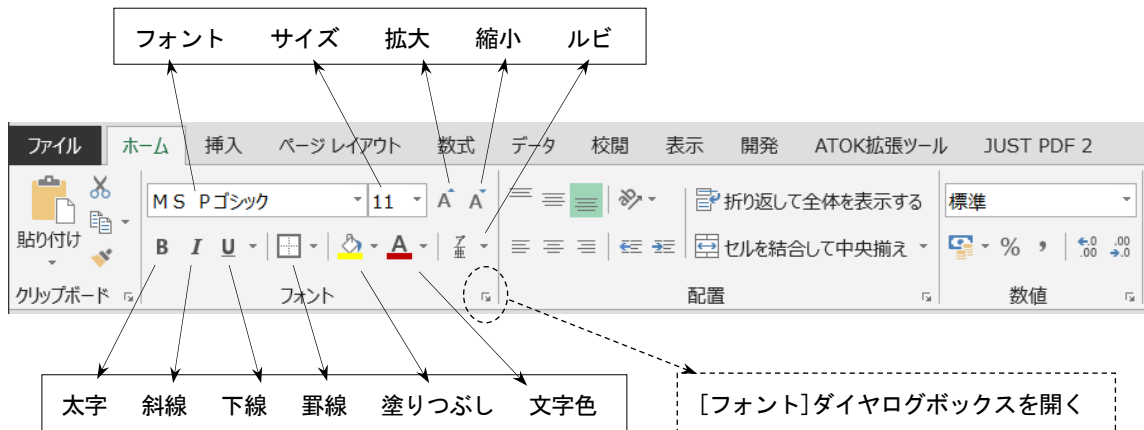 フォント サイズ 拡大 縮小 ルビ
ファイル ホーム 挿入 ページ レイアウト 数式 データ 校閲 表示 開発 ATOK拡張ツール JUST PDF 2
ＭＳ Ｐゴシック 11 A A 折り返して全体を表示する 標準
貼り付け B I U A ア亜 セルを結合して中央揃え % , .0 .00 .00 .0
クリップボード フォント 配置 数値
太字 斜線 下線 罫線 塗りつぶし 文字色 [フォント]ダイヤログボックスを開く